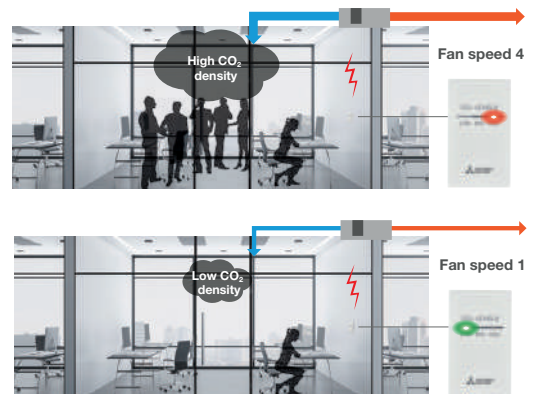 High CO₂
density
Fan speed 4
Low CO₂
density
Fan speed 1